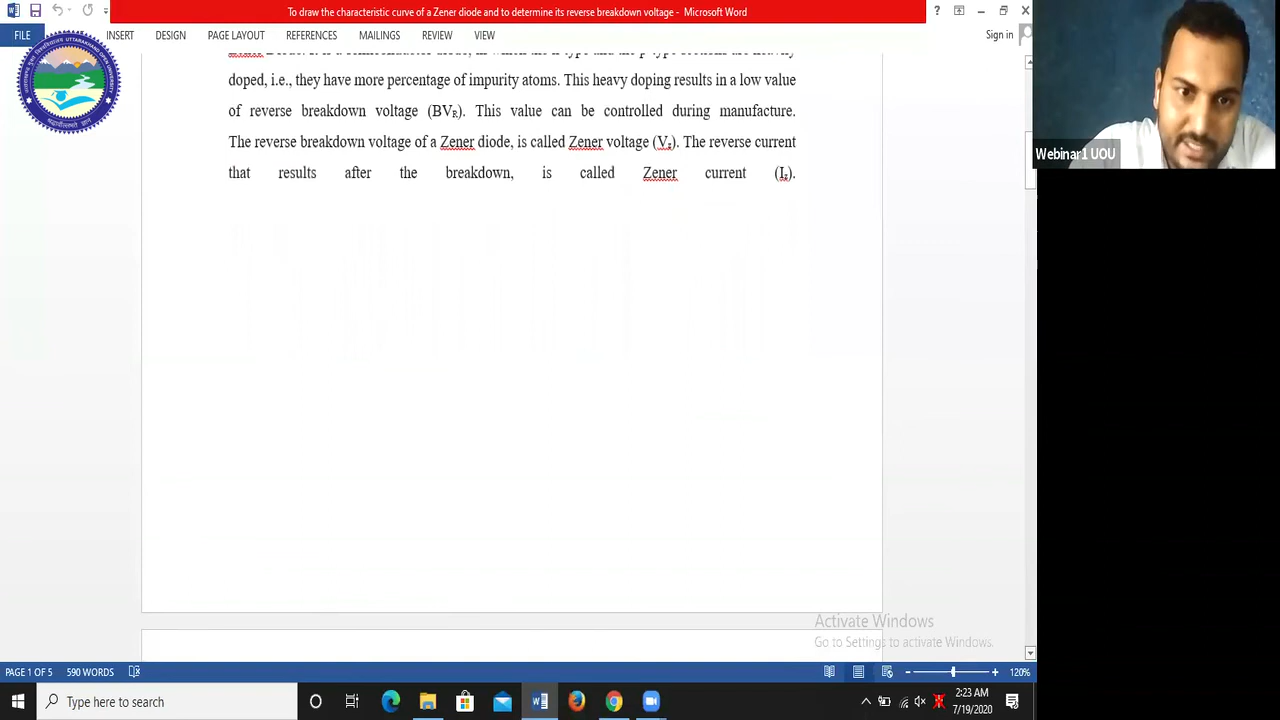 To draw the characteristic curve of a Zener diode and to determine its reverse breakdown voltage - Microsoft Word
?
FILE
INSERT
DESIGN
PAGE LAYOUT
REFERENCES
MAILINGS
REVIEW
VIEW
Sign in
doped, i.e., they have more percentage of impurity atoms. This heavy doping results in a low value
of reverse breakdown voltage (BVR). This value can be controlled during manufacture.
The reverse breakdown voltage of a Zener diode, is called Zener voltage (Vz). The reverse current
that results after the breakdown, is called Zener current (Iz).
Webinar1 UOU
Activate Windows
Go to Settings to activate Windows.
PAGE 1 OF 5
590 WORDS
120%
Type here to search
2:23 AM
7/19/2020